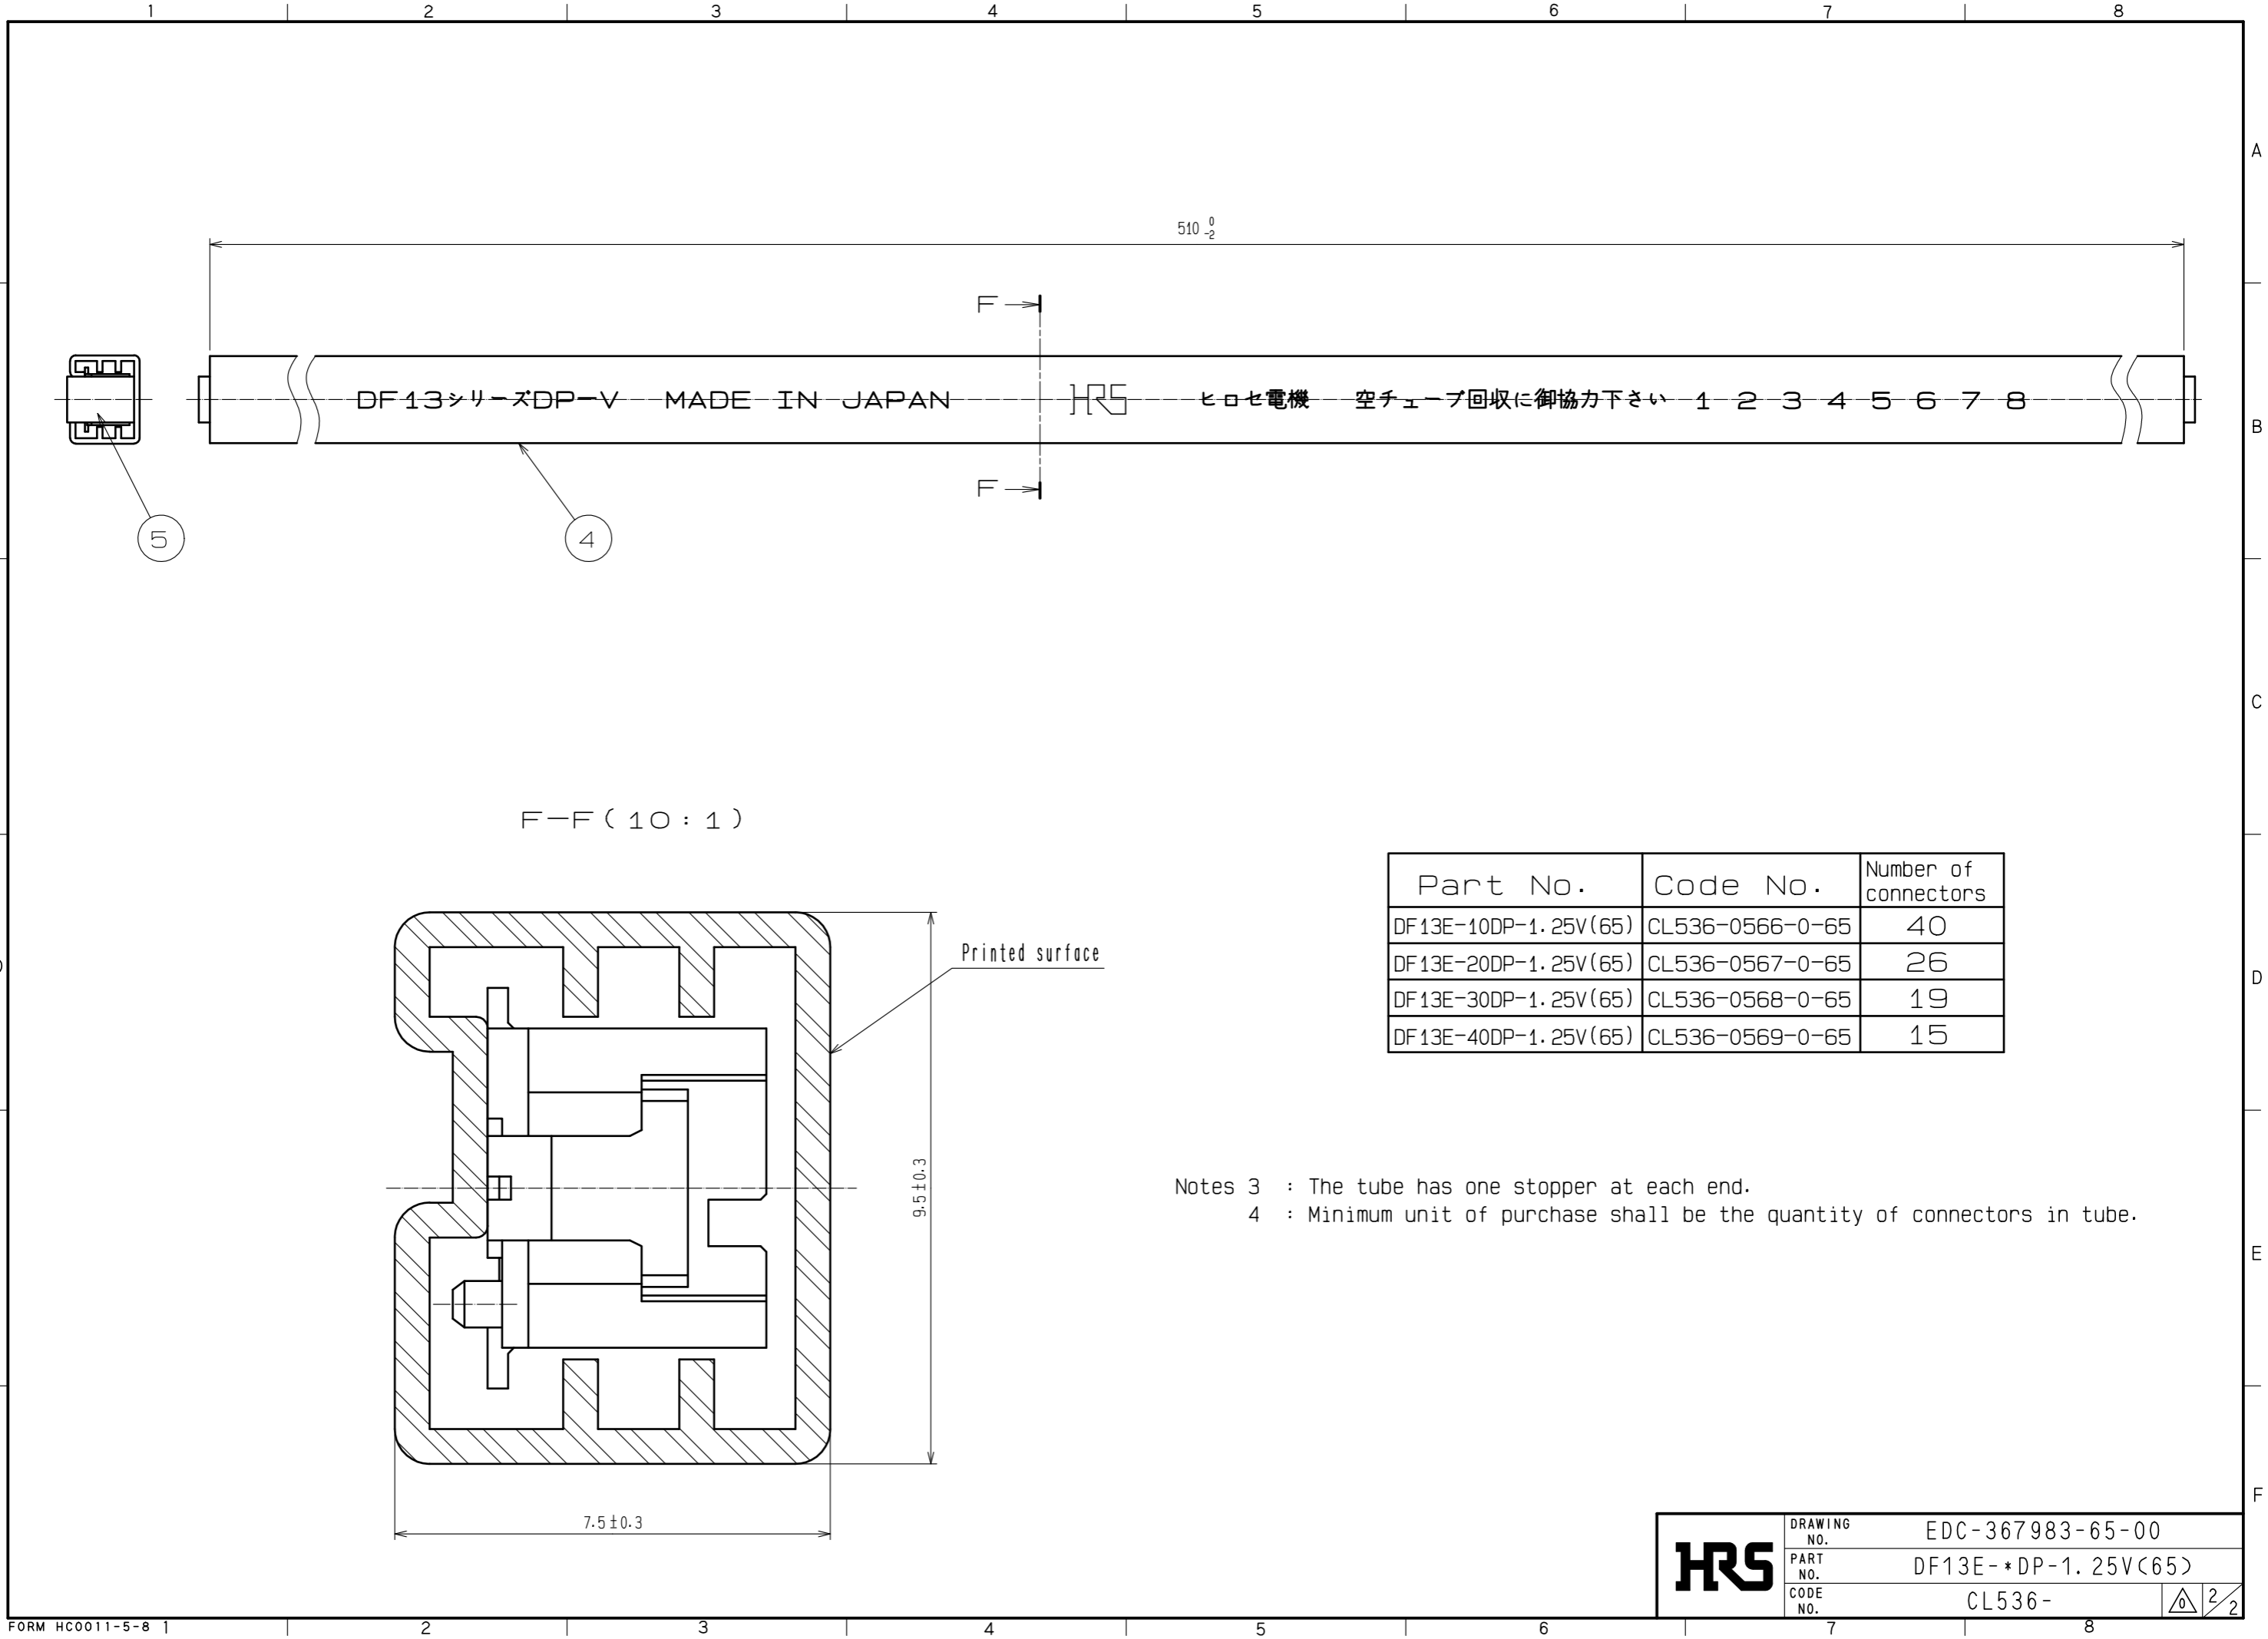 1 2 3 4 5 6 7 8
A
510 0 -2
F
DF13シリーズDP-V MADE IN JAPAN HRS ヒロセ電機 空チューブ回収に御協力下さい 1 2 3 4 5 6 7 8
B
F
5
4
C
F-F(10:1)
Part No. Code No. Number of connectors
DF13E-10DP-1.25V(65) CL536-0566-0-65 40
DF13E-20DP-1.25V(65) CL536-0567-0-65 26
DF13E-30DP-1.25V(65) CL536-0568-0-65 19
DF13E-40DP-1.25V(65) CL536-0569-0-65 15
Printed surface
D
9.5±0.3
Notes 3 : The tube has one stopper at each end.
4 : Minimum unit of purchase shall be the quantity of connectors in tube.
E
F
7.5±0.3
HRS
DRAWING NO. EDC-367983-65-00
PART NO. DF13E-*DP-1.25V(65)
CODE NO. CL536- 0 2/2
FORM HC0011-5-8 1 2 3 4 5 6 7 8